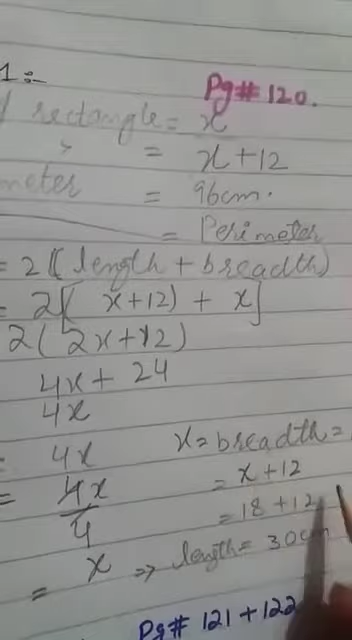 1:-
Pg# 120.
rectangle = x
" = x+12
meter = 96cm.
= Perimeter
= 2[(length + breadth)
= 2[(x+12) + x]
2(2x+12)
4x + 24
4x
4x x = breadth =
= 4x/4 = x+12
= 18+12
= x ⇒ length = 30cm
Pg# 121+122